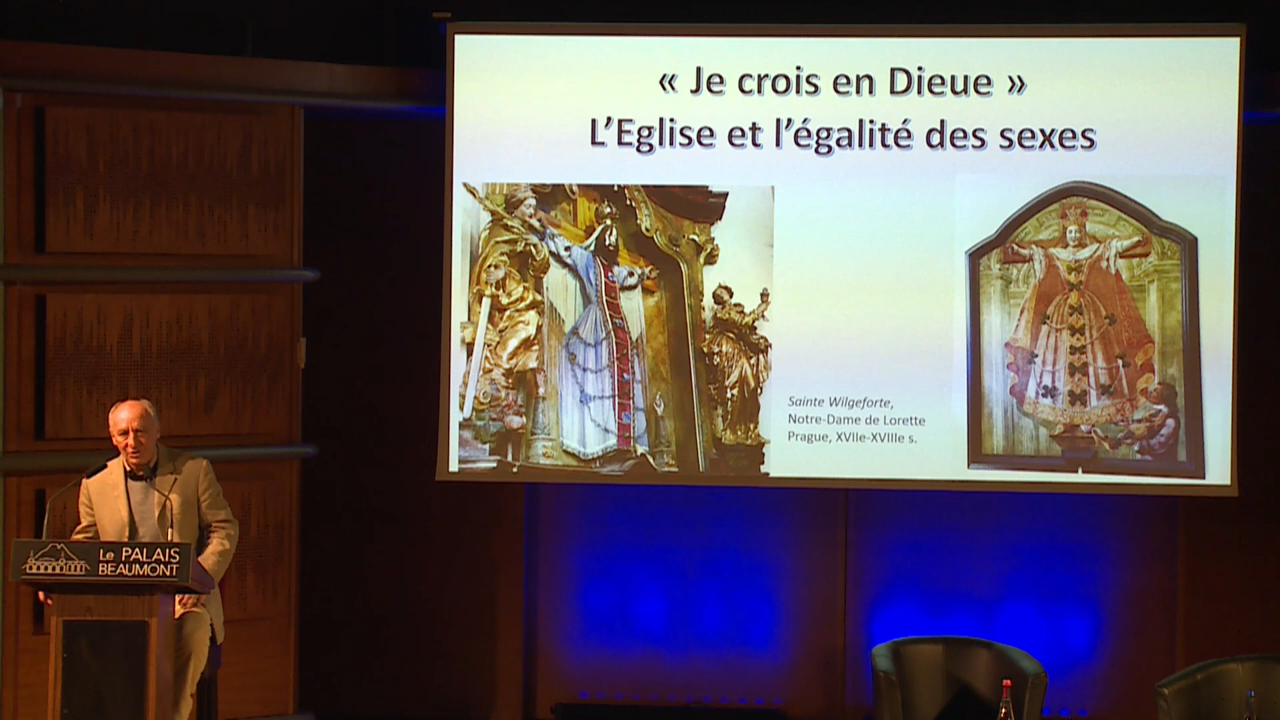 « Je crois en Dieue »
L'Eglise et l'égalité des sexes
Sainte Wilgeforte,
Notre-Dame de Lorette
Prague, XVIIe-XVIIIe s.
Le PALAIS
BEAUMONT